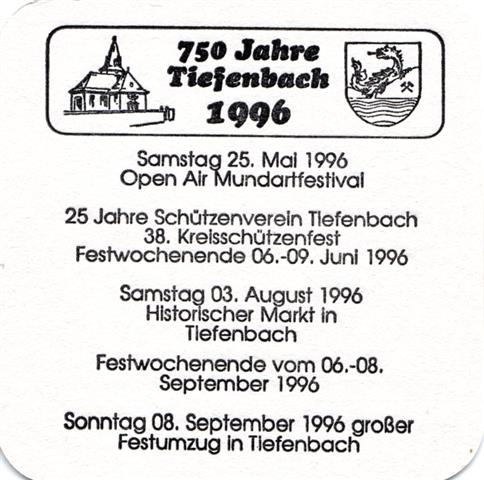 750 Jahre
Tiefenbach
1996
Samstag 25. Mai 1996
Open Air Mundartfestival
25 Jahre Schützenverein Tiefenbach
38. Kreisschützenfest
Festwochenende 06.-09. Juni 1996
Samstag 03. August 1996
Historischer Markt in
Tiefenbach
Festwochenende vom 06.-08.
September 1996
Sonntag 08. September 1996 großer
Festumzug in Tiefenbach